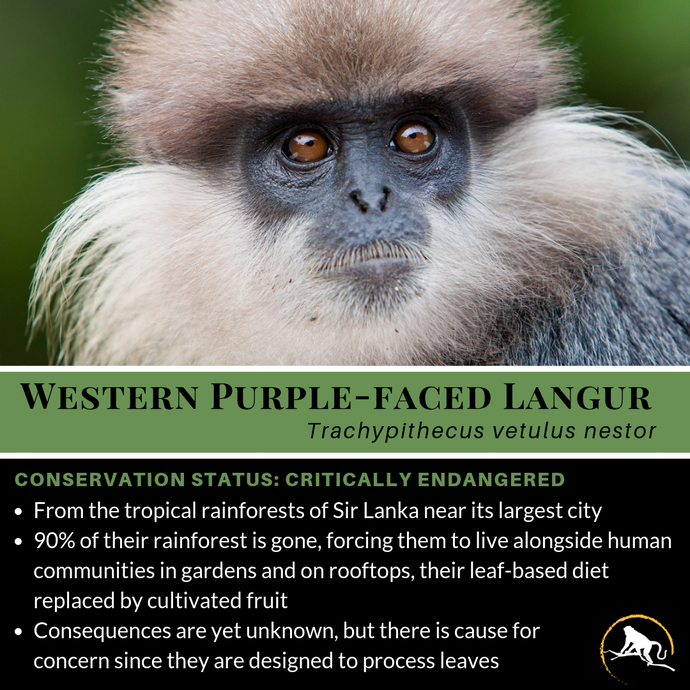 Western Purple-faced Langur
Trachypithecus vetulus nestor
CONSERVATION STATUS: CRITICALLY ENDANGERED
• From the tropical rainforests of Sir Lanka near its largest city
• 90% of their rainforest is gone, forcing them to live alongside human
communities in gardens and on rooftops, their leaf-based diet
replaced by cultivated fruit
• Consequences are yet unknown, but there is cause for
concern since they are designed to process leaves